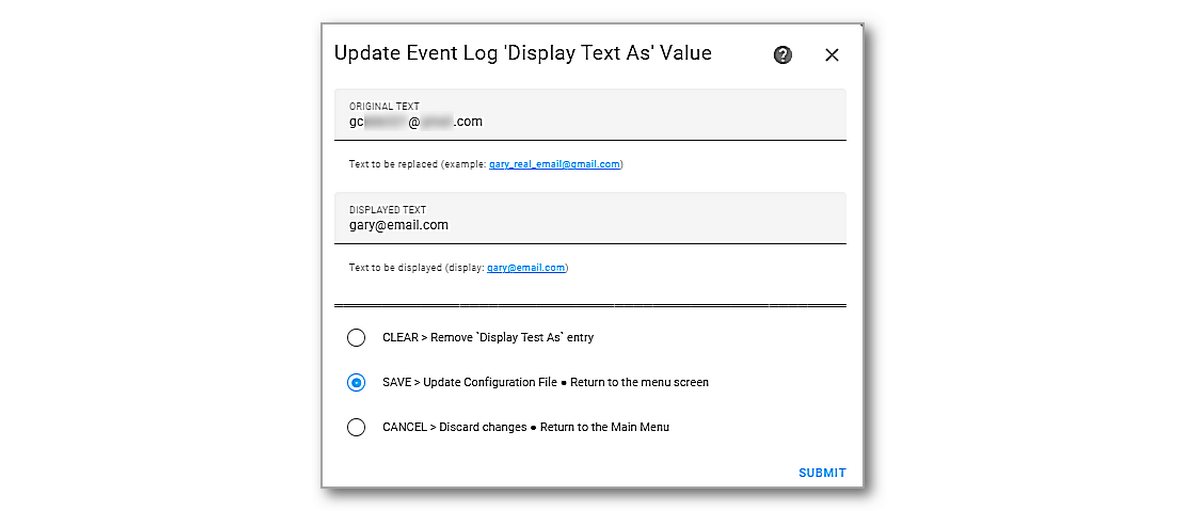 Update Event Log 'Display Text As' Value
ORIGINAL TEXT
gc @ .com
Text to be replaced (example: gary_real_email@gmail.com)
DISPLAYED TEXT
gary@email.com
Text to be displayed (display: gary@email.com)
CLEAR > Remove `Display Test As` entry
SAVE > Update Configuration File ● Return to the menu screen
CANCEL > Discard changes ● Return to the Main Menu
SUBMIT